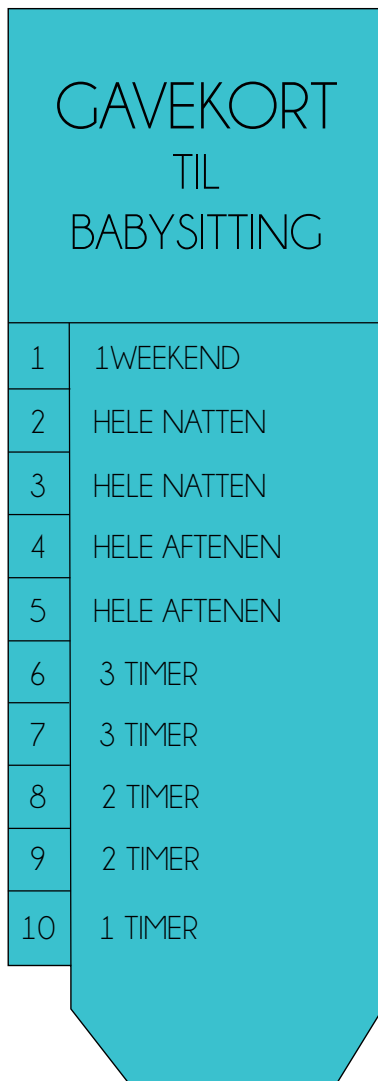 GAVEKORT
TIL
BABYSITTING
1 1WEEKEND
2 HELE NATTEN
3 HELE NATTEN
4 HELE AFTENEN
5 HELE AFTENEN
6 3 TIMER
7 3 TIMER
8 2 TIMER
9 2 TIMER
10 1 TIMER